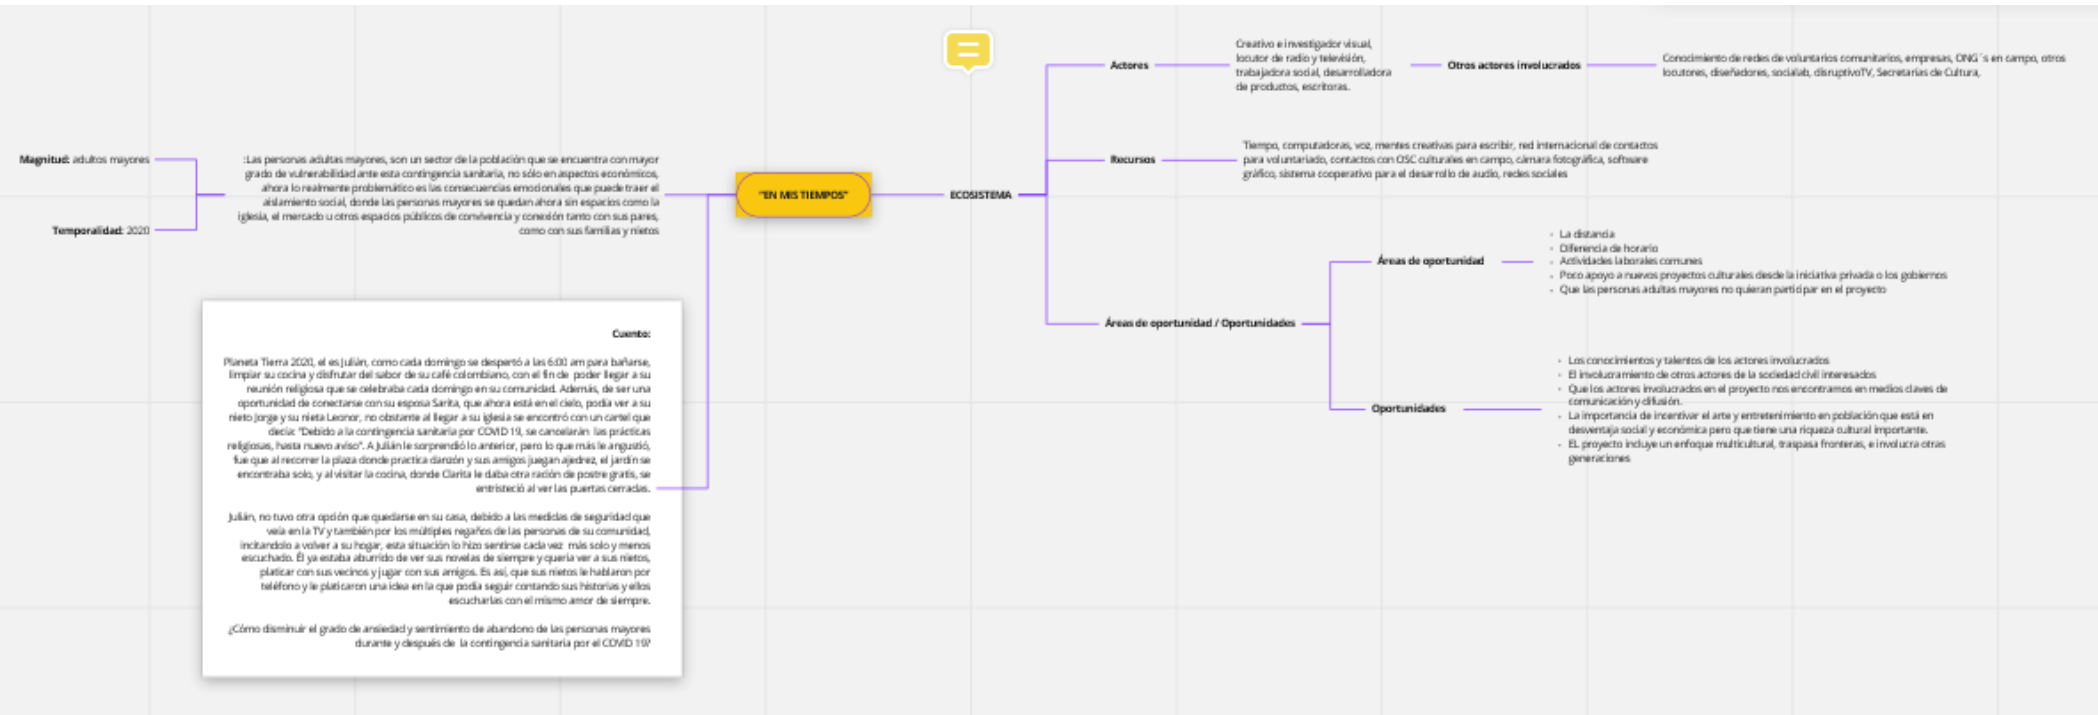 Magnitud: adultos mayores
Temporalidad: 2020
:Las personas adultas mayores, son un sector de la población que se encuentra con mayor
grado de vulnerabilidad ante esta contingencia sanitaria, no sólo en aspectos económicos,
ahora lo realmente problemático es las consecuencias emocionales que puede traer el
aislamiento social, donde las personas mayores se quedan ahora sin espacios como la
iglesia, el mercado u otros espacios públicos de convivencia y conexión tanto con sus pares,
como con sus familias y nietos
Cuento:
Planeta Tierra 2020, el es Julián, como cada domingo se despertó a las 6:00 am para bañarse,
limpiar su cocina y disfrutar del sabor de su café colombiano, con el fin de poder llegar a su
reunión religiosa que se celebraba cada domingo en su comunidad. Además, de ser una
oportunidad de conectarse con su esposa Sarita, que ahora está en el cielo, podía ver a su
nieto Jorge y su nieta Leonor, no obstante al llegar a su iglesia se encontró con un cartel que
decía: "Debido a la contingencia sanitaria por COVID 19, se cancelarán las prácticas
religiosas, hasta nuevo aviso". A Julián le sorprendió lo anterior, pero lo que más le angustió,
fue que al recorrer la plaza donde practica danzón y sus amigos juegan ajedrez, el jardín se
encontraba solo, y al visitar la cocina, donde Clarita le daba otra ración de postre gratis, se
entristeció al ver las puertas cerradas.
Julián, no tuvo otra opción que quedarse en su casa, debido a las medidas de seguridad que
veía en la TV y también por los múltiples regaños de las personas de su comunidad,
incitandolo a volver a su hogar, esta situación lo hizo sentirse cada vez más solo y menos
escuchado. Él ya estaba aburrido de ver sus novelas de siempre y quería ver a sus nietos,
platicar con sus vecinos y jugar con sus amigos. Es así, que sus nietos le hablaron por
teléfono y le platicaron una idea en la que podía seguir contando sus historias y ellos
escucharlas con el mismo amor de siempre.
¿Cómo disminuir el grado de ansiedad y sentimiento de abandono de las personas mayores
durante y después de la contingencia sanitaria por el COVID 19?
"EN MIS TIEMPOS"
ECOSISTEMA
Actores
Creativo e investigador visual,
locutor de radio y televisión,
trabajadora social, desarrolladora
de productos, escritoras.
Otros actores involucrados
Conocimiento de redes de voluntarios comunitarios, empresas, ONG´s en campo, otros
locutores, diseñadores, socialab, disruptivoTV, Secretarias de Cultura,
Recursos
Tiempo, computadoras, voz, mentes creativas para escribir, red internacional de contactos
para voluntariado, contactos con OSC culturales en campo, cámara fotográfica, software
gráfico, sistema cooperativo para el desarrollo de audio, redes sociales
Áreas de oportunidad / Oportunidades
Áreas de oportunidad
- La distancia
- Diferencia de horario
- Actividades laborales comunes
- Poco apoyo a nuevos proyectos culturales desde la iniciativa privada o los gobiernos
- Que las personas adultas mayores no quieran participar en el proyecto
Oportunidades
- Los conocimientos y talentos de los actores involucrados
- El involucramiento de otros actores de la sociedad civil interesados
- Que los actores involucrados en el proyecto nos encontramos en medios claves de
comunicación y difusión.
- La importancia de incentivar el arte y entretenimiento en población que está en
desventaja social y económica pero que tiene una riqueza cultural importante.
- EL proyecto incluye un enfoque multicultural, traspasa fronteras, e involucra otras
generaciones